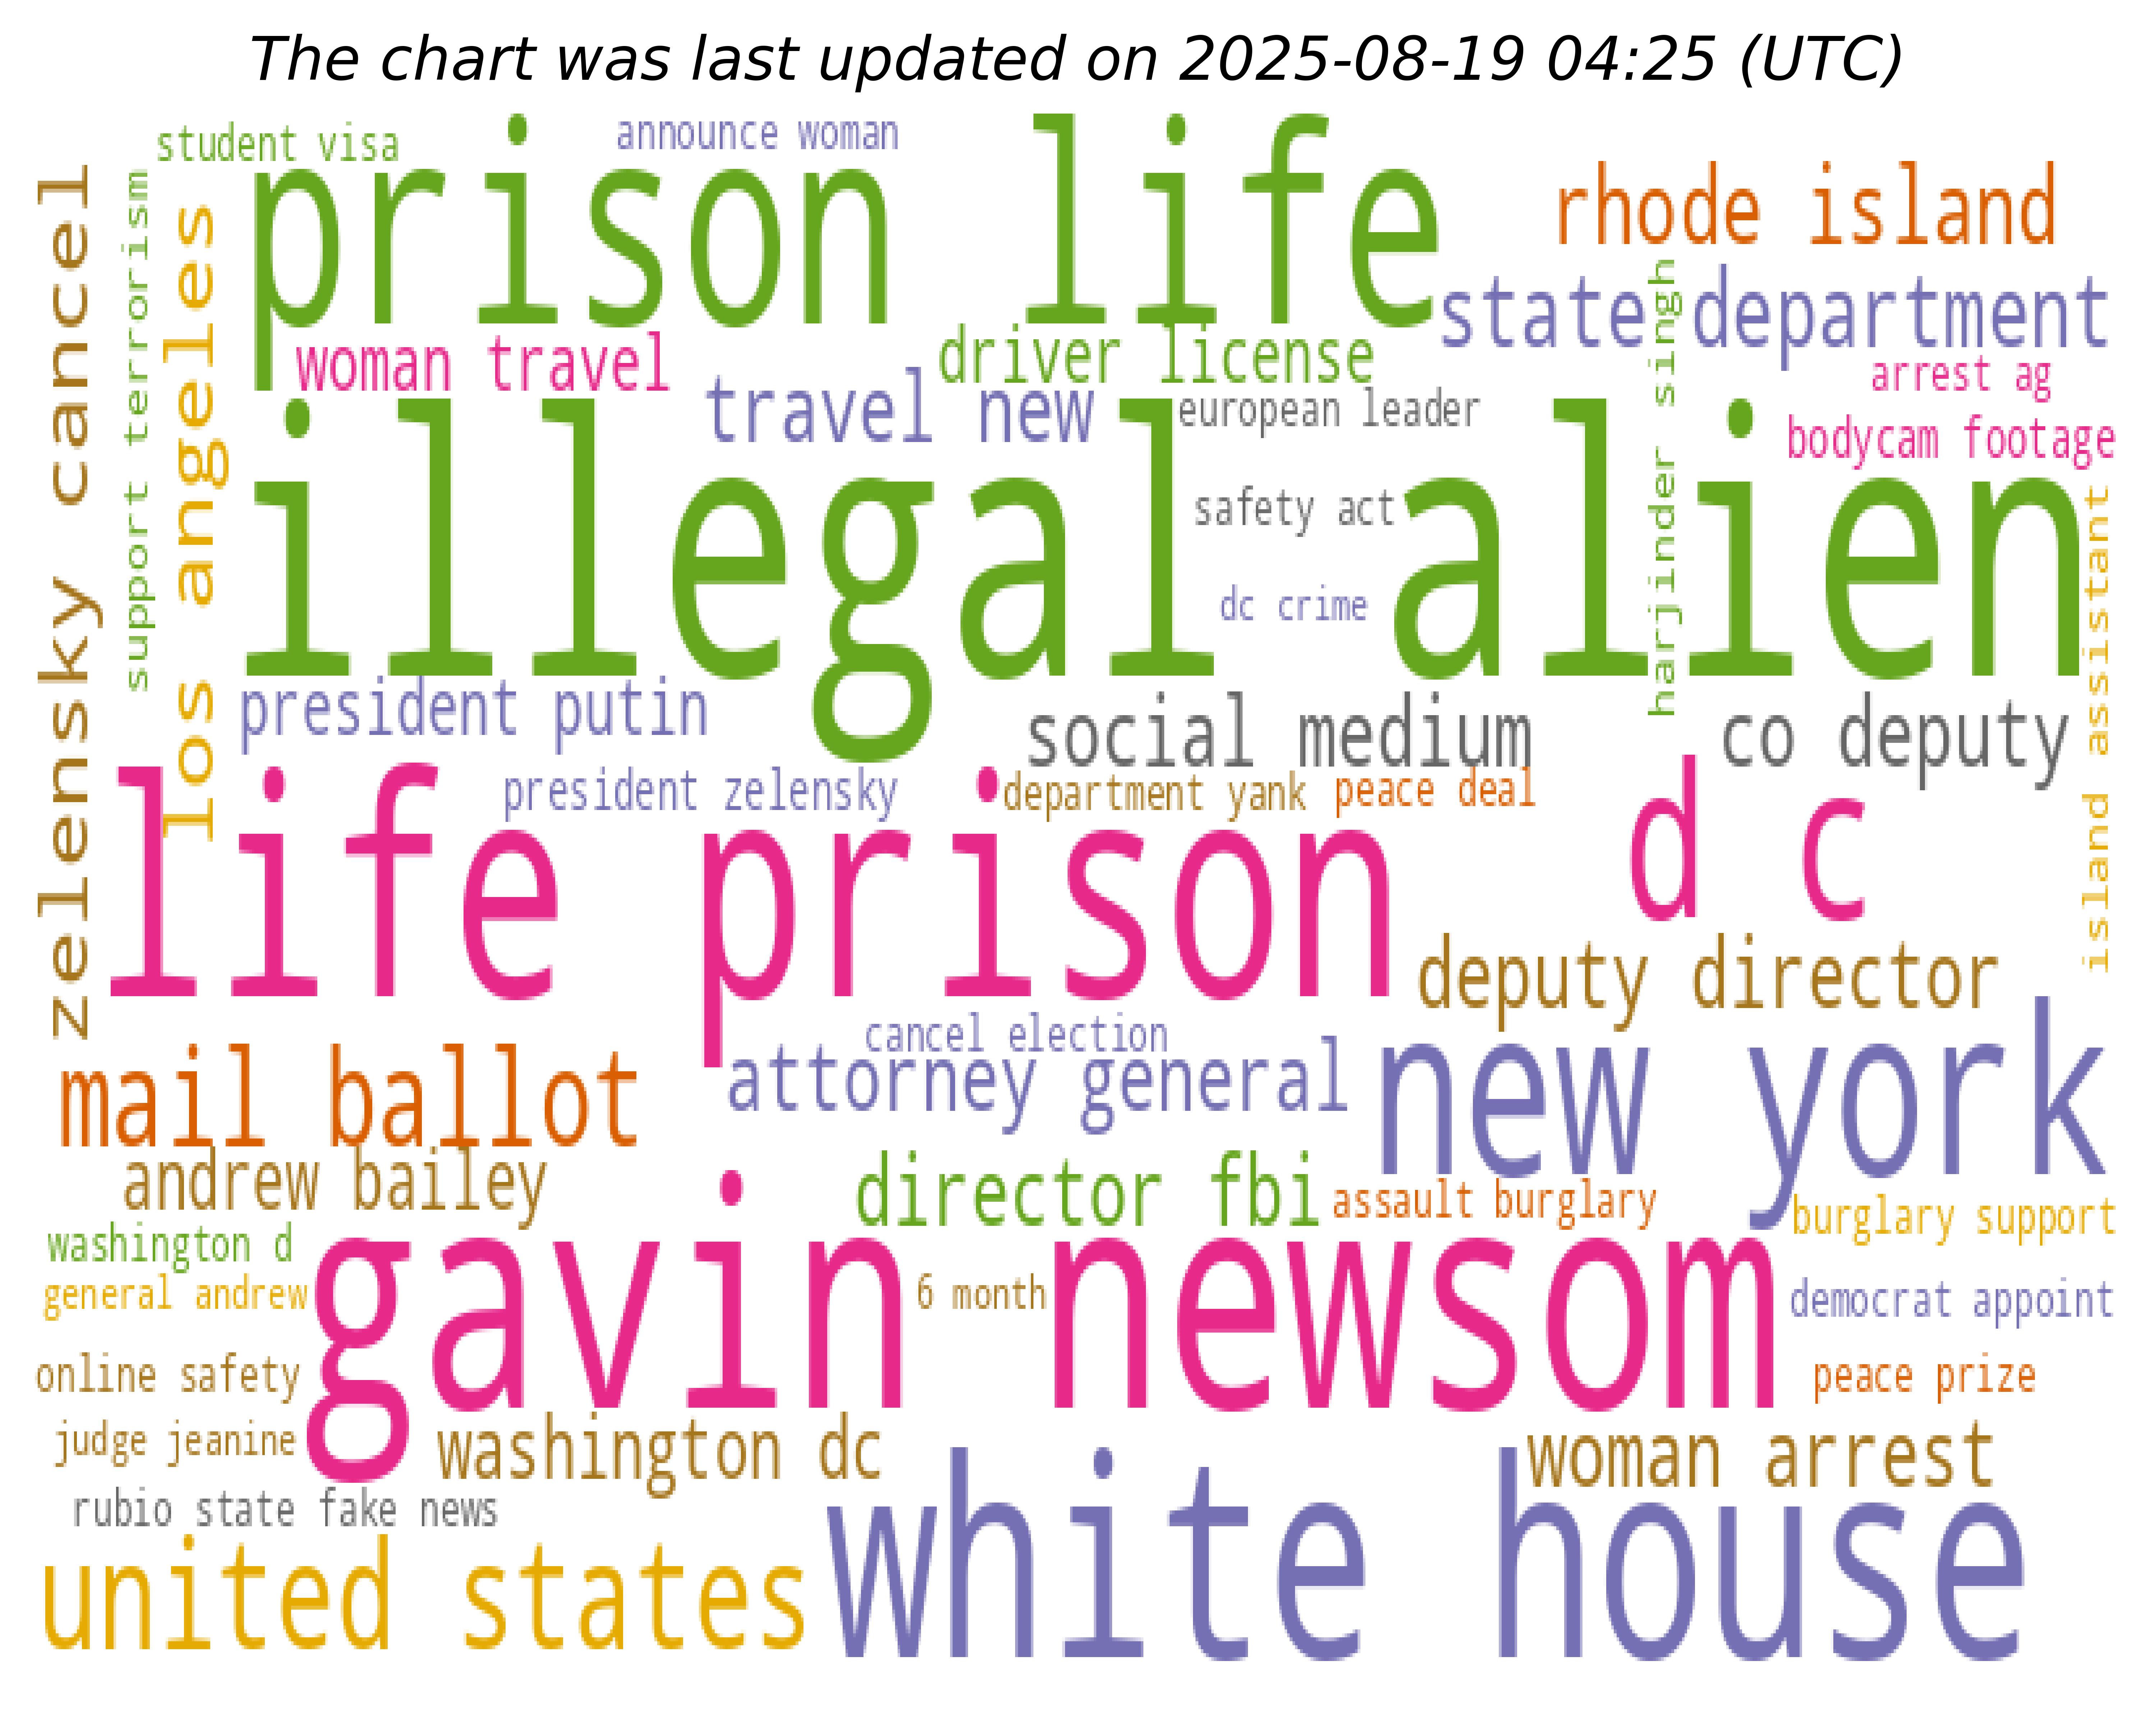 The chart was last updated on 2025-08-19 04:25 (UTC)
student visa
announce woman
prison life
rhode island
zelensky cancel
support terrorism
los angeles
state department
harjinder singh
woman travel
driver license
arrest ag
travel new
european leader
bodycam footage
illegal alien
safety act
island assistant
dc crime
president putin
social medium
co deputy
president zelensky
department yank
peace deal
life prison
d c
deputy director
cancel election
mail ballot
attorney general
new york
andrew bailey
director fbi
assault burglary
burglary support
washington d
general andrew
gavin newsom
6 month
democrat appoint
online safety
peace prize
judge jeanine
washington dc
woman arrest
rubio state fake news
united states
white house